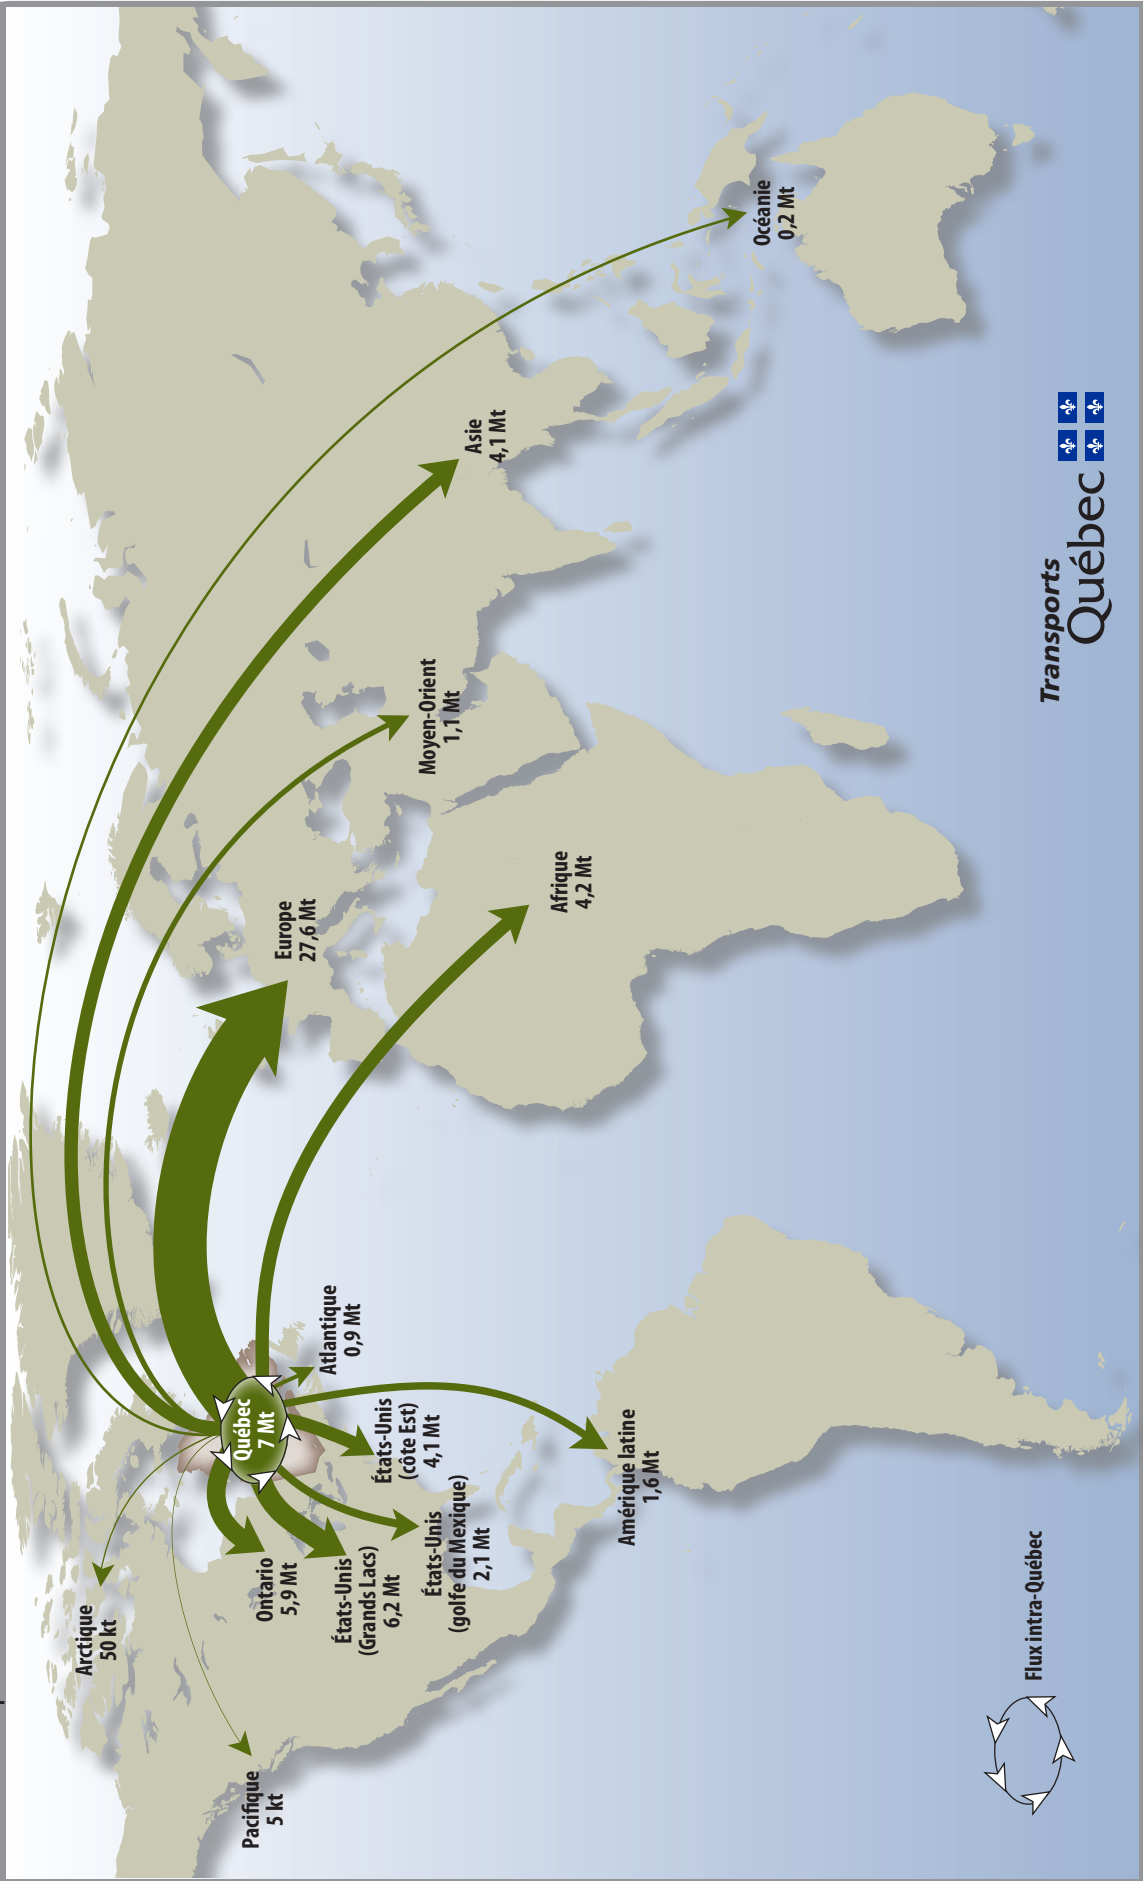 Arctique
50 kt
Pacifique
5 kt
Québec
7 Mt
Ontario
5,9 Mt
États-Unis
(Grands Lacs)
6,2 Mt
États-Unis
(côte Est)
4,1 Mt
États-Unis
(golfe du Mexique)
2,1 Mt
Atlantique
0,9 Mt
Amérique latine
1,6 Mt
Europe
27,6 Mt
Afrique
4,2 Mt
Moyen-Orient
1,1 Mt
Asie
4,1 Mt
Océanie
0,2 Mt
Flux intra-Québec
Transports
Québec